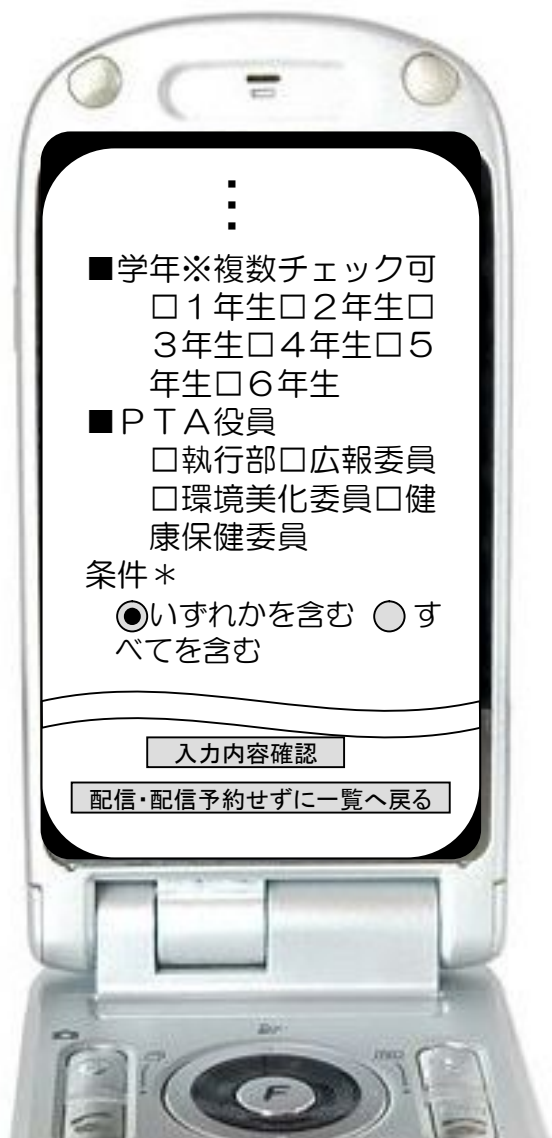 ■学年※複数チェック可
□1年生□2年生□
3年生□4年生□5
年生□6年生
■PTA役員
□執行部□広報委員
□環境美化委員□健
康保健委員
条件＊
◉いずれかを含む ○す
べてを含む
入力内容確認
配信・配信予約せずに一覧へ戻る
F